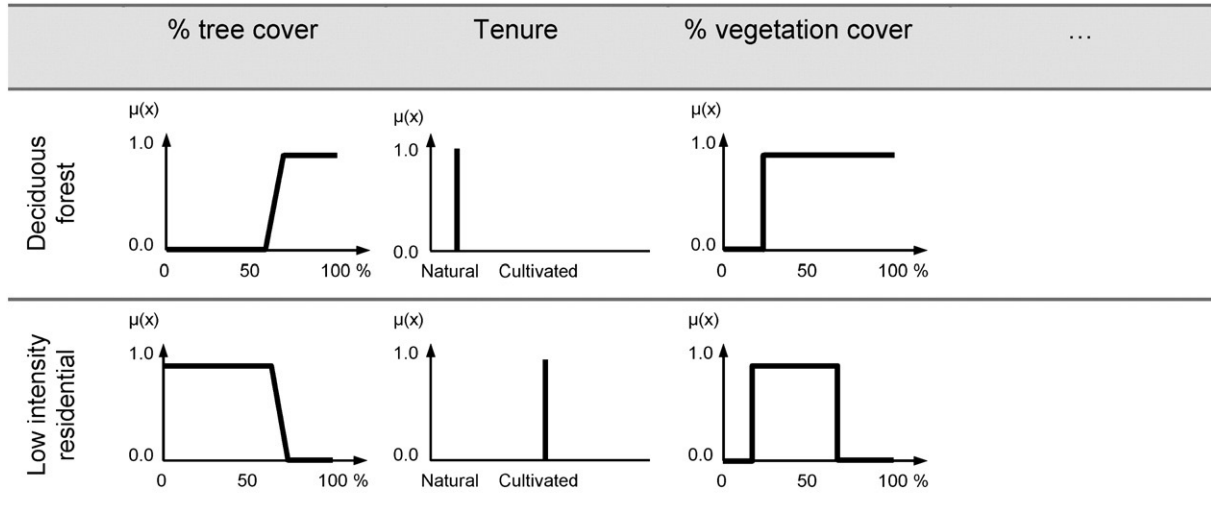 % tree cover Tenure % vegetation cover …
Deciduous
forest
μ(x)
1.0
0.0
0 50 100 %
μ(x)
1.0
0.0
Natural Cultivated
μ(x)
1.0
0.0
0 50 100 %
Low intensity
residential
μ(x)
1.0
0.0
0 50 100 %
μ(x)
1.0
0.0
Natural Cultivated
μ(x)
1.0
0.0
0 50 100 %